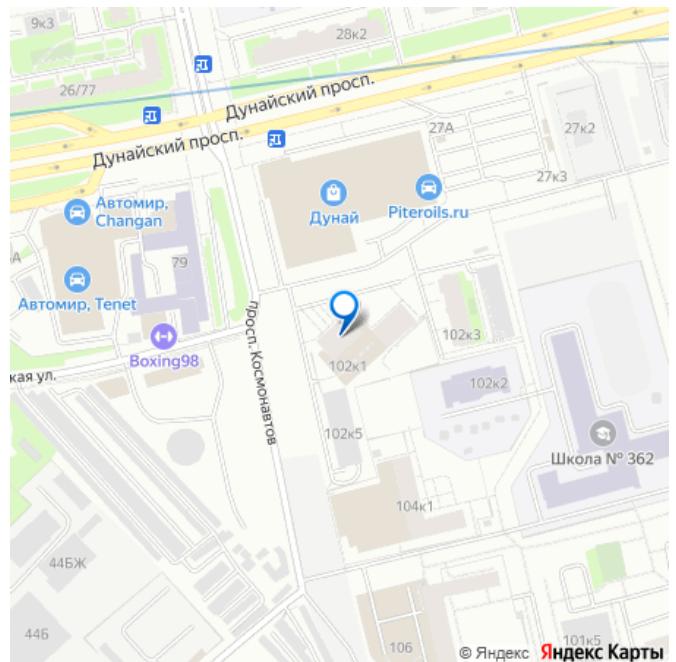 9к3
28к2
26/77
Дунайский просп.
Дунайский просп.
27А
27к2
27к3
Автомир,
Changan
Дунай
Piteroils.ru
79
Автомир, Tenet
просп. Космонавтов
Boxing98
кая ул.
102к1
102к3
102к2
102к5
Школа № 362
104к1
44БЖ
44Б
106
101к5
© Яндекс Яндекс Карты